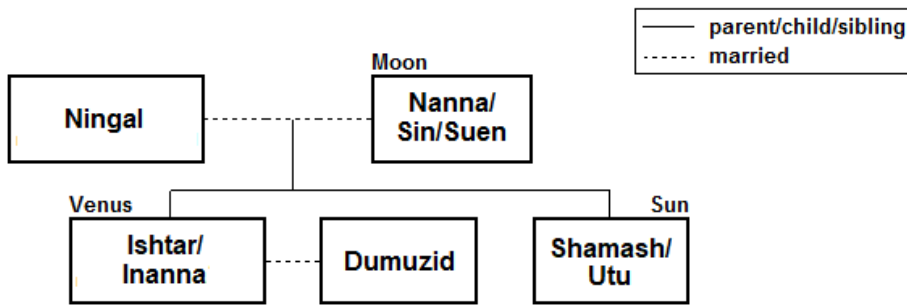 parent/child/sibling
married
Moon
Ningal
Nanna/
Sin/Suen
Venus
Sun
Ishtar/
Inanna
Dumuzid
Shamash/
Utu